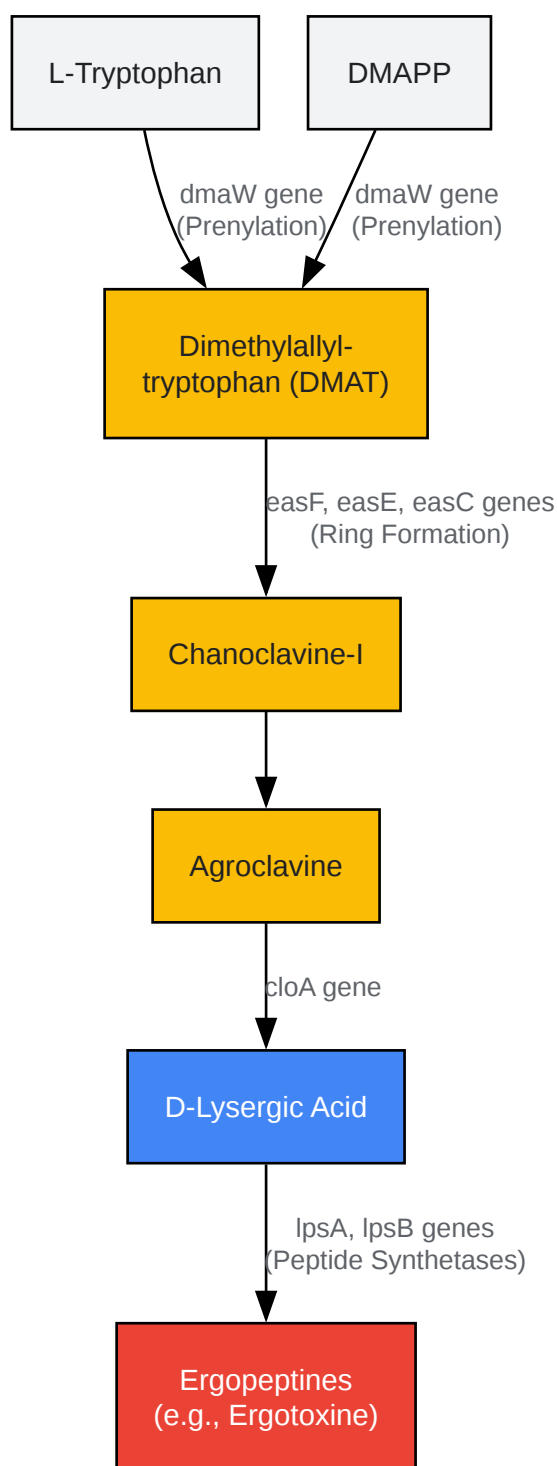 L-Tryptophan
DMAPP
dmaW gene
(Prenylation)
dmaW gene
(Prenylation)
Dimethylallyl-
tryptophan (DMAT)
easF, easE, easC genes
(Ring Formation)
Chanoclavine-I
Agroclavine
cloA gene
D-Lysergic Acid
lpsA, lpsB genes
(Peptide Synthetases)
Ergopeptines
(e.g., Ergotoxine)